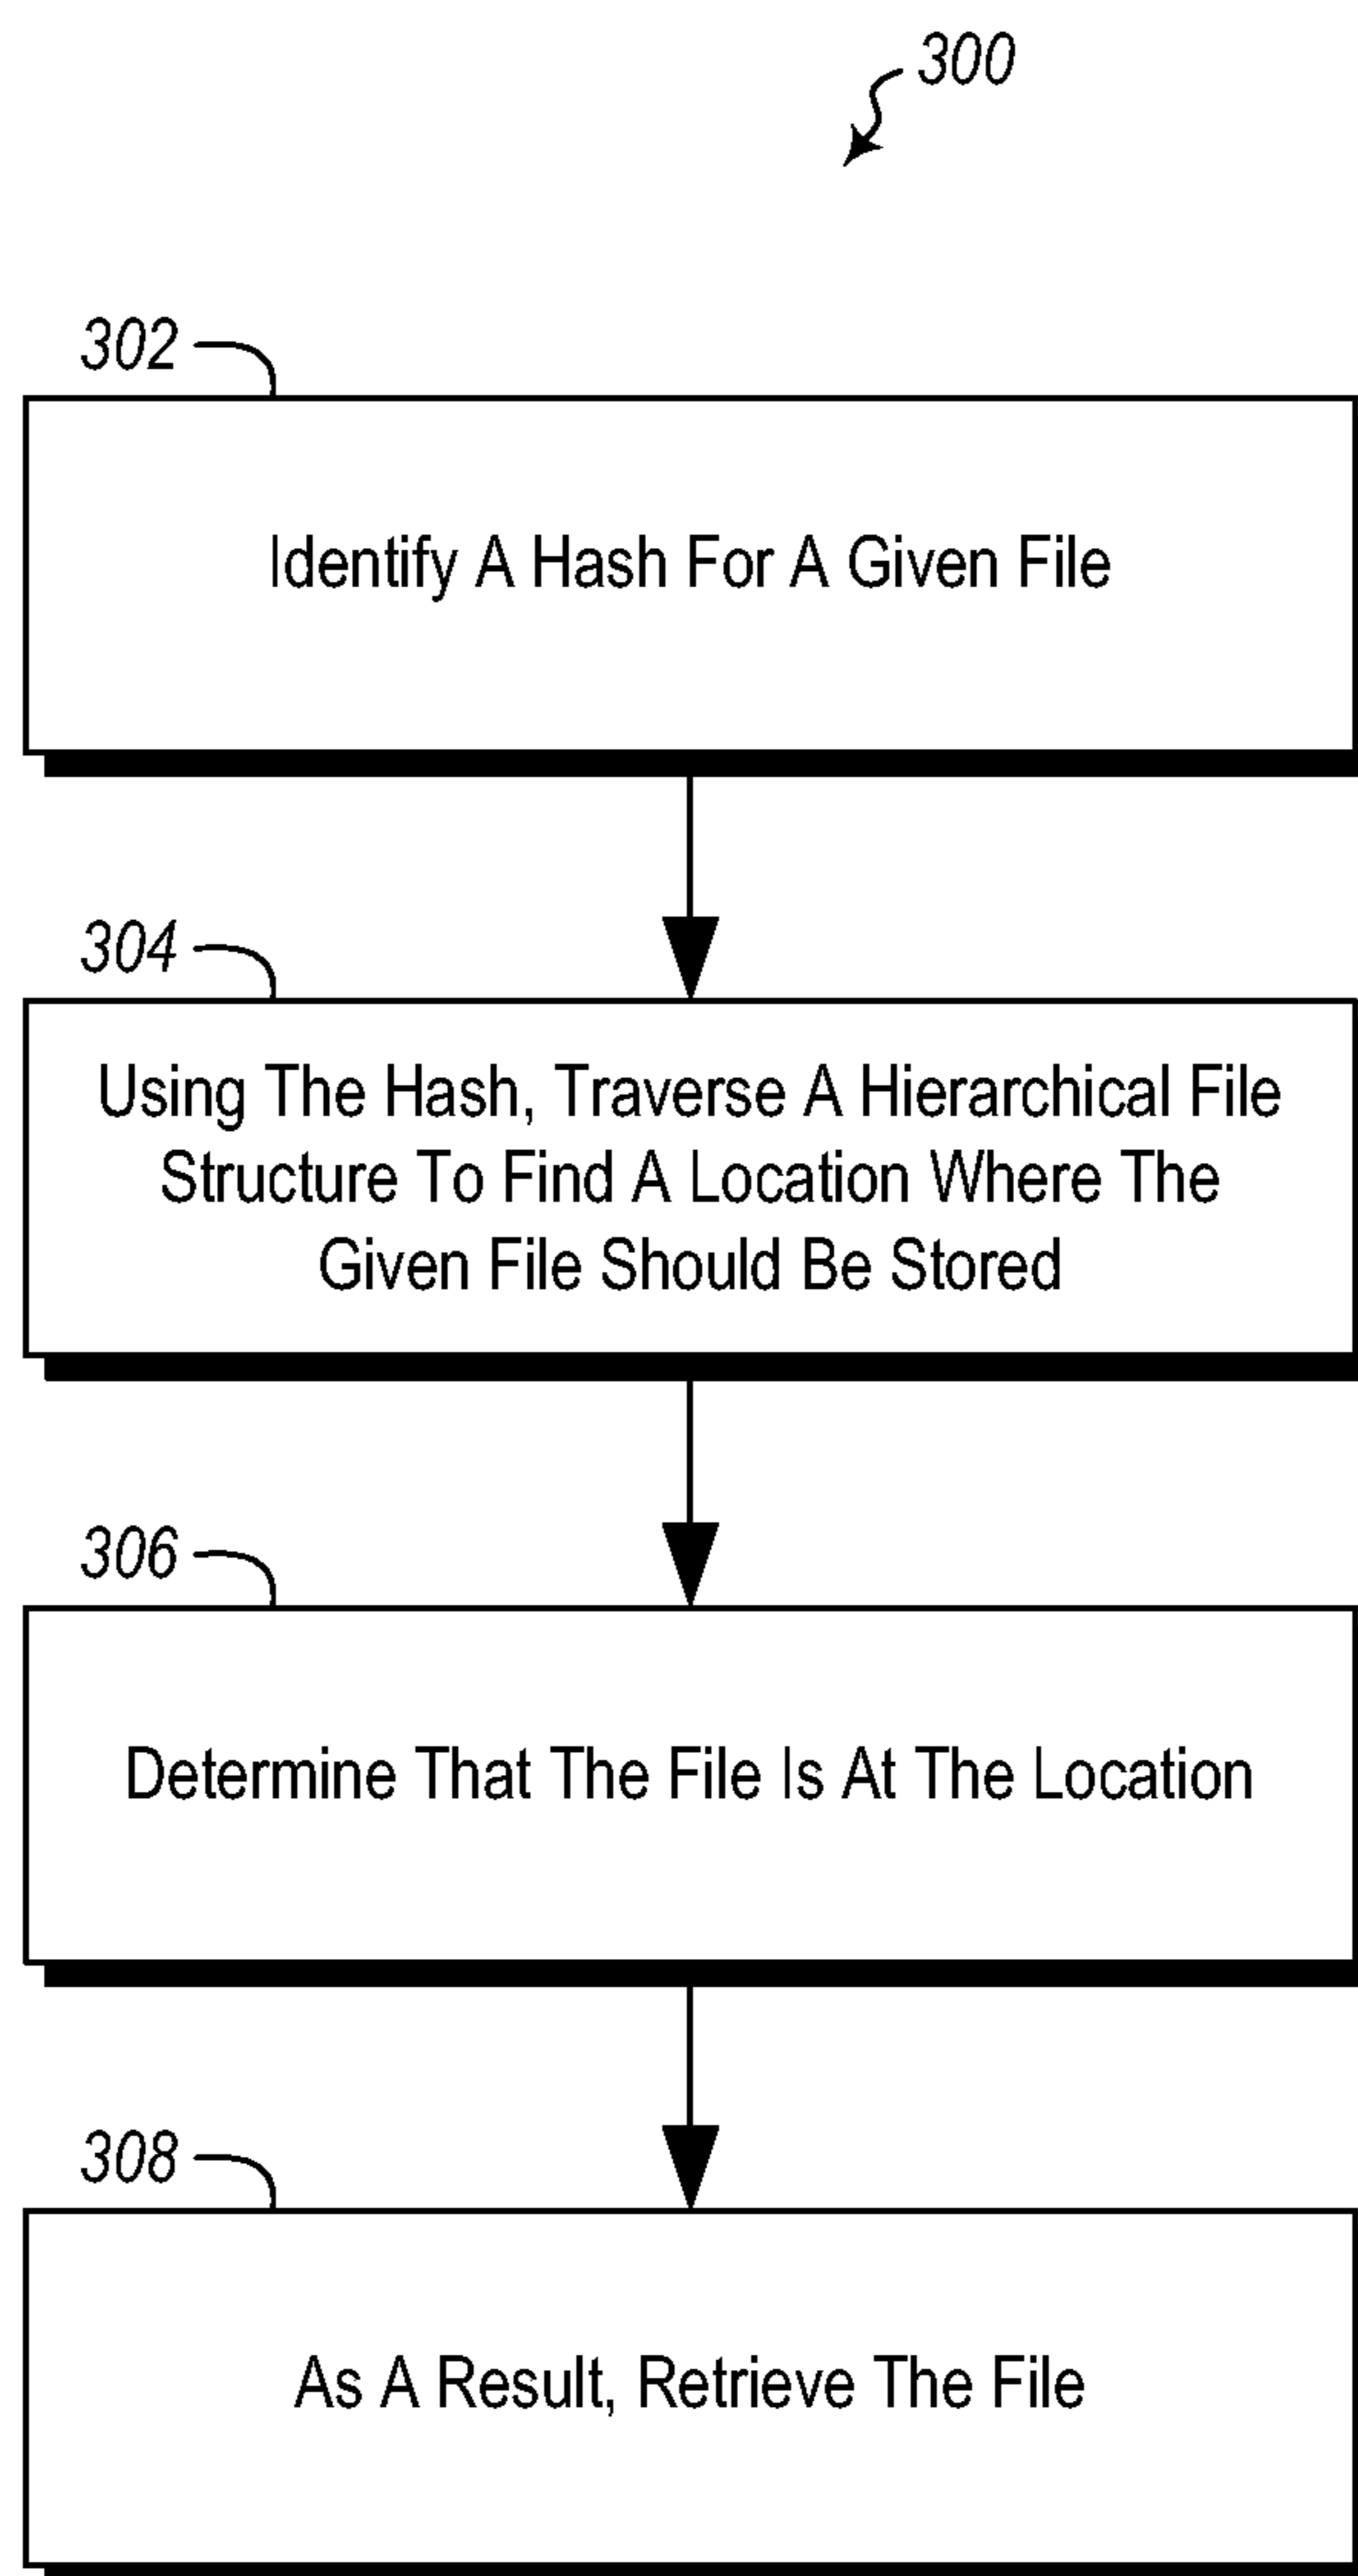 300
302
Identify A Hash For A Given File
304
Using The Hash, Traverse A Hierarchical File
Structure To Find A Location Where The
Given File Should Be Stored
306
Determine That The File Is At The Location
308
As A Result, Retrieve The File